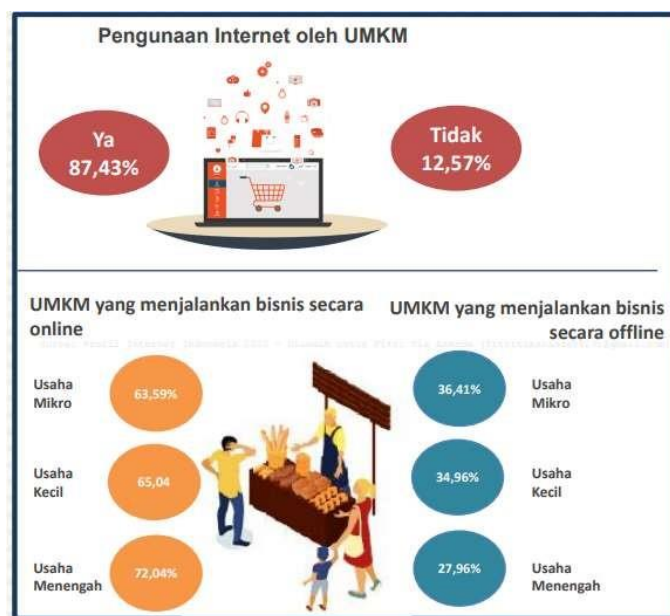 Pengunaan Internet oleh UMKM
Ya
87,43%
Tidak
12,57%
UMKM yang menjalankan bisnis secara
online
UMKM yang menjalankan bisnis
secara offline
Usaha
Mikro
63,59%
36,41%
Usaha
Mikro
Usaha
Kecil
65,04
34,96%
Usaha
Kecil
Usaha
Menengah
72,04%
27,96%
Usaha
Menengah